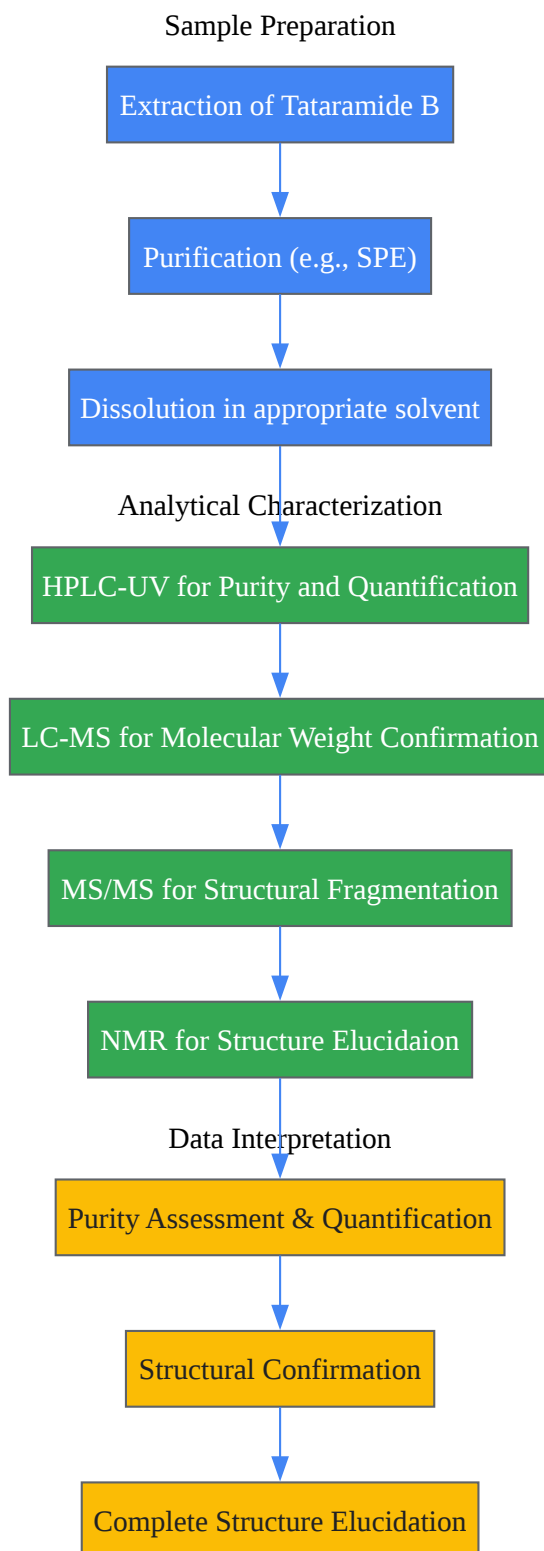 Sample Preparation
Extraction of Tataramide B
Purification (e.g., SPE)
Dissolution in appropriate solvent
Analytical Characterization
HPLC-UV for Purity and Quantification
LC-MS for Molecular Weight Confirmation
MS/MS for Structural Fragmentation
NMR for Structure Elucidaion
Data Interpretation
Purity Assessment & Quantification
Structural Confirmation
Complete Structure Elucidation